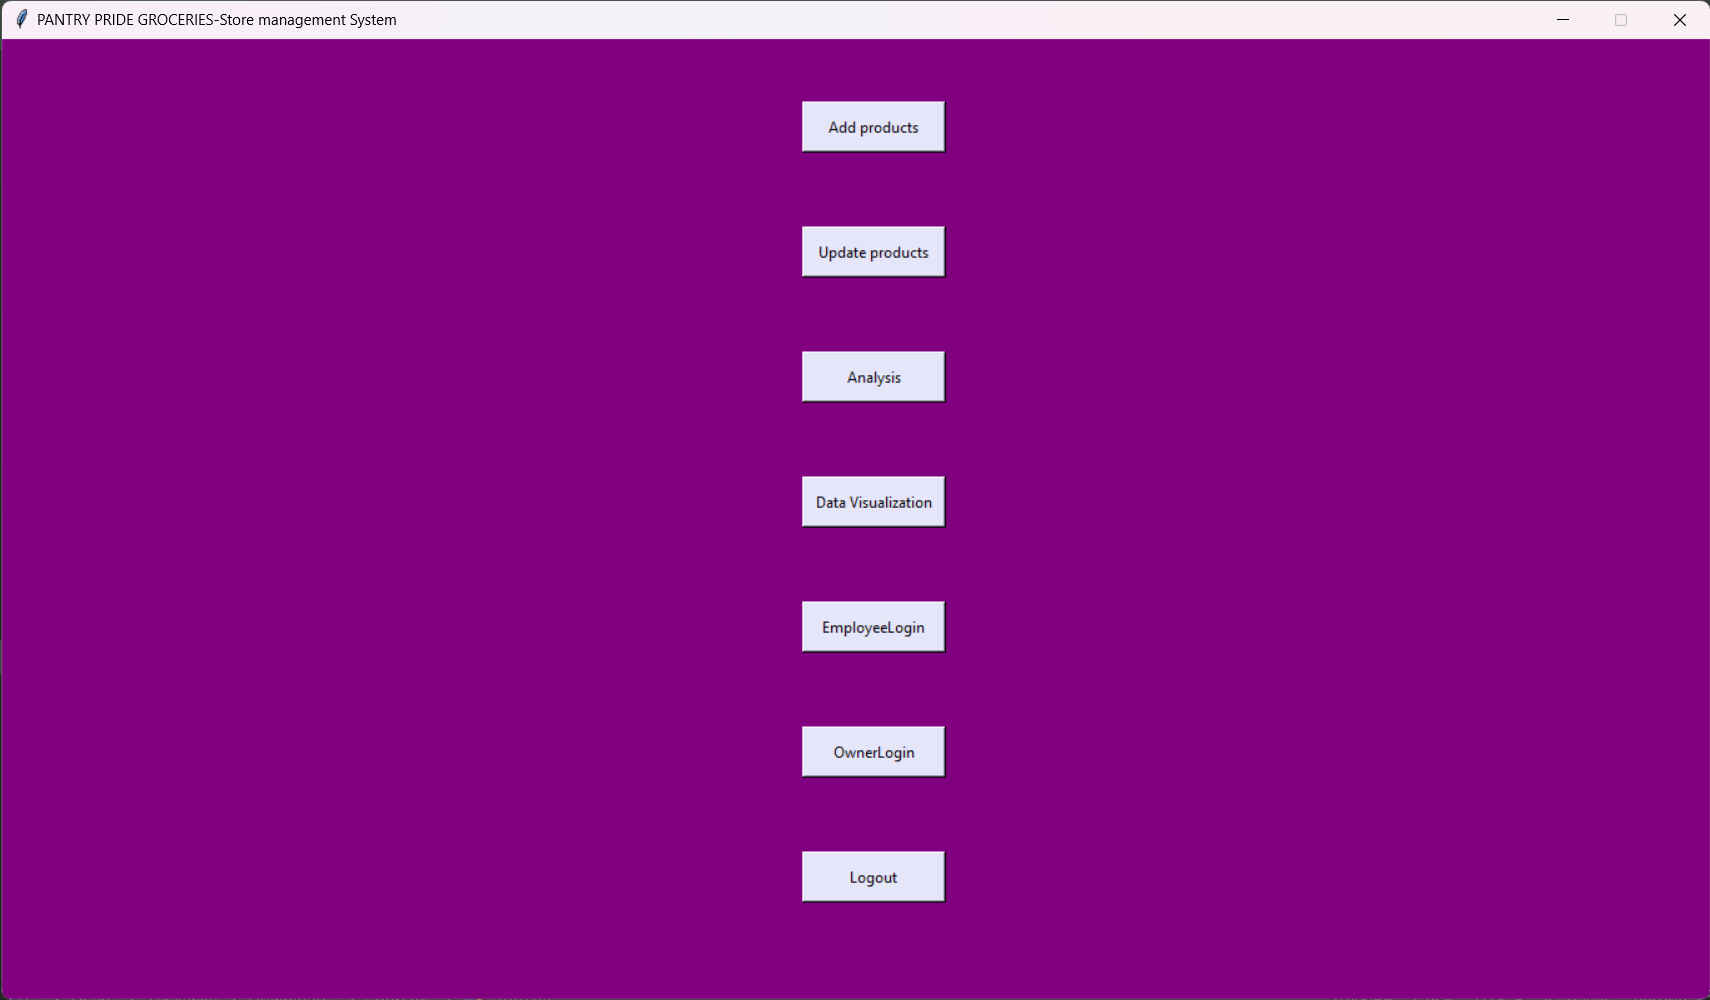 PANTRY PRIDE GROCERIES-Store management System
Add products
Update products
Analysis
Data Visualization
EmployeeLogin
OwnerLogin
Logout